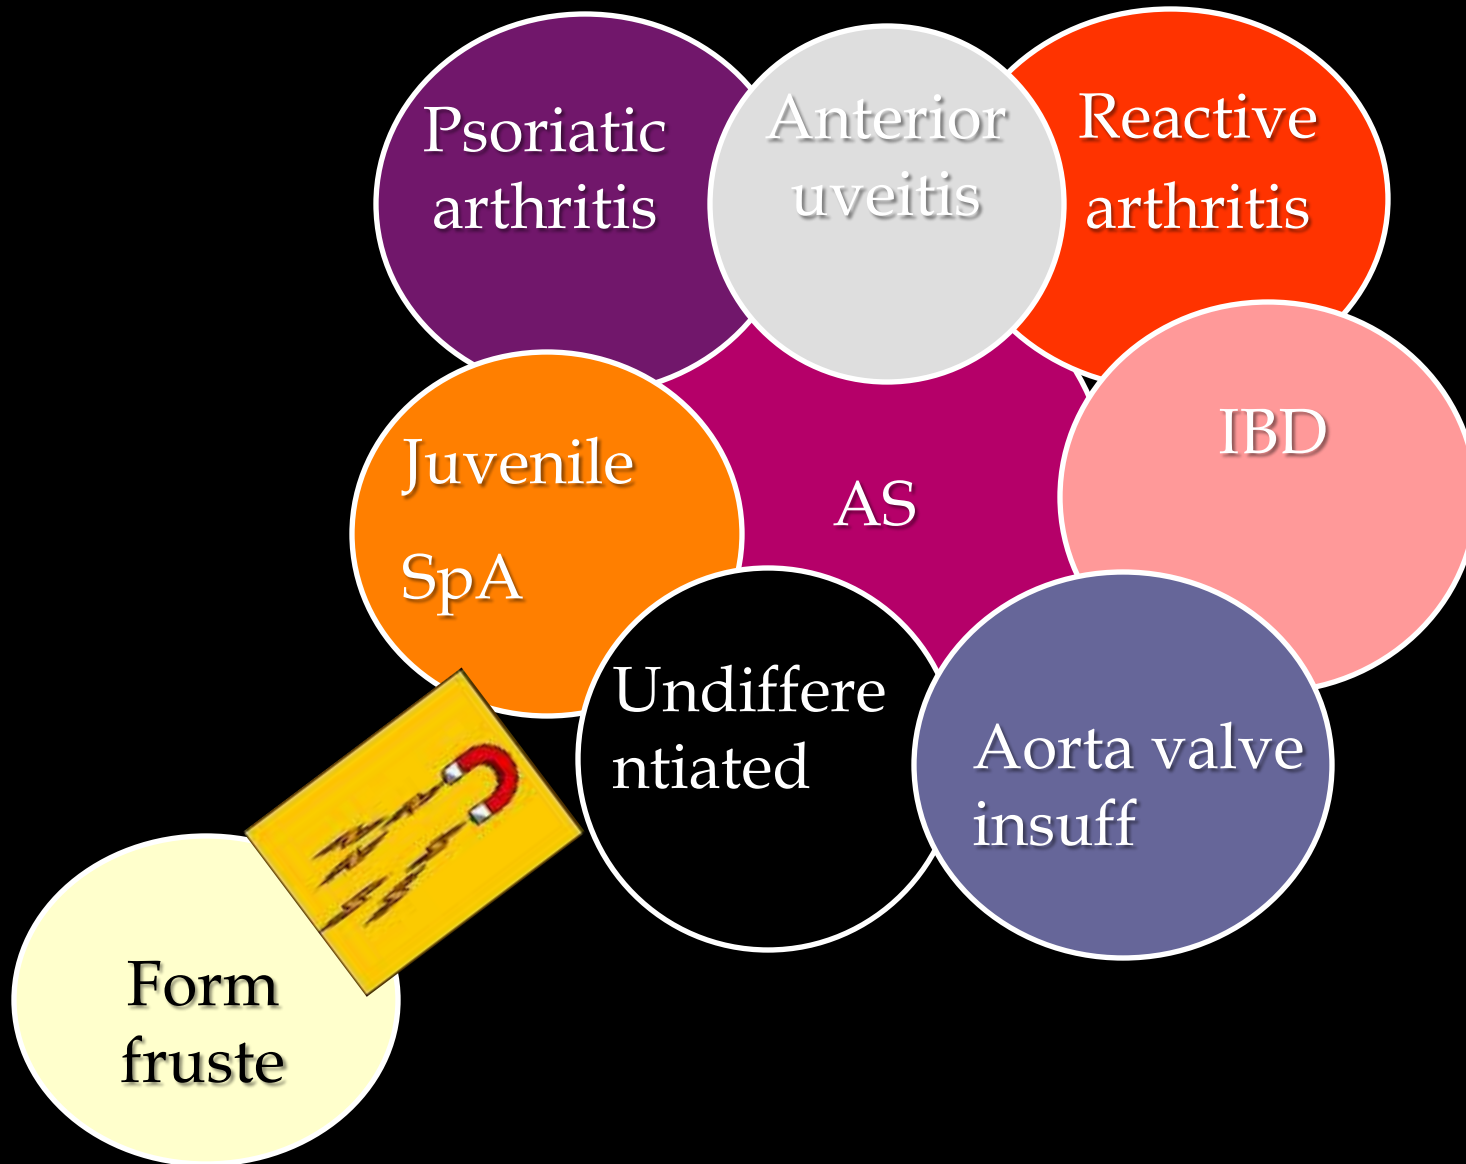 Psoriatic
arthritis
Anterior
uveitis
Reactive
arthritis
Juvenile
SpA
AS
IBD
Undiffere
ntiated
Aorta valve
insuff
Form
fruste